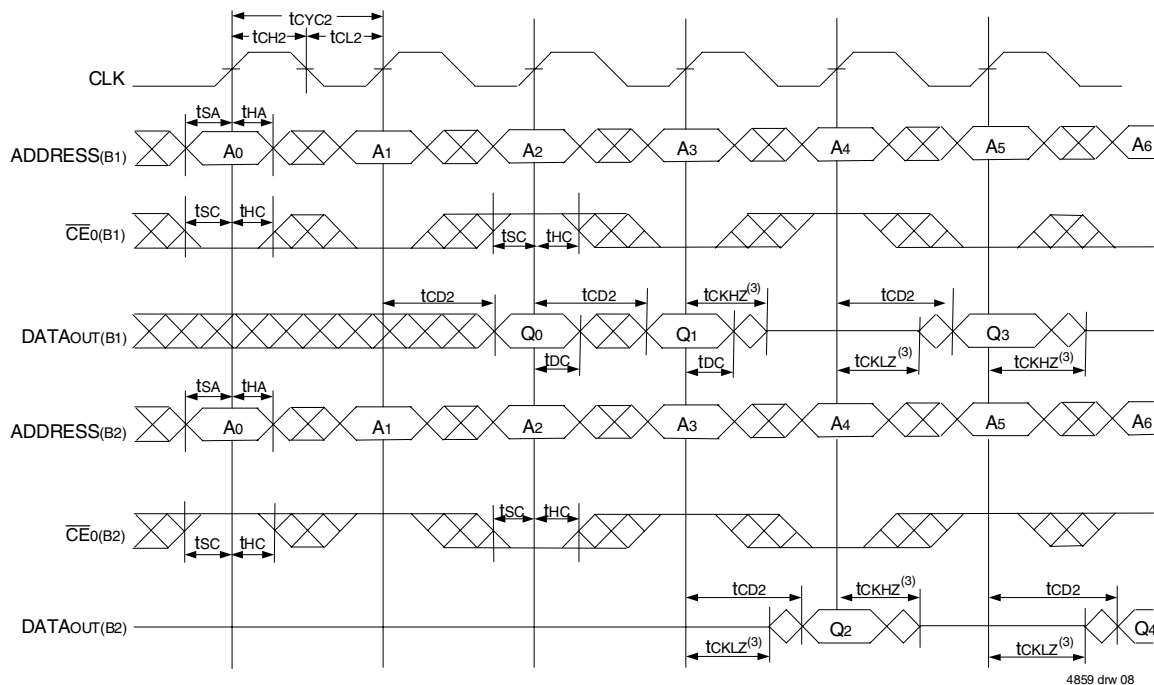 tCYC2
tCH2 tCL2
CLK
tSA tHA
ADDRESS(B1) A0 A1 A2 A3 A4 A5 A6
tSC tHC
CE0(B1)
tSC tHC
tCD2 tCD2 tCKHZ(3) tCD2
DATAOUT(B1) Q0 Q1 Q3
tDC tDC tCKLZ(3) tCKHZ(3)
tSA tHA
ADDRESS(B2) A0 A1 A2 A3 A4 A5 A6
tSC tHC
CE0(B2)
tSC tHC
tCD2 tCKHZ(3) tCD2
DATAOUT(B2) Q2 Q4
tCKLZ(3) tCKLZ(3)
4859 drw 08